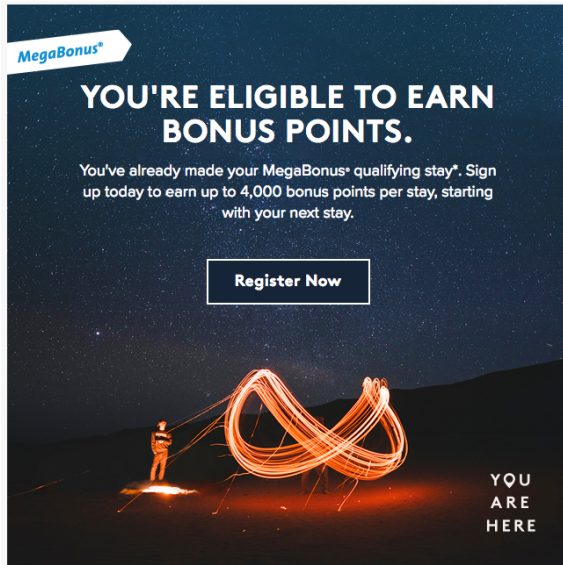 MegaBonus®
YOU'RE ELIGIBLE TO EARN
BONUS POINTS.
You've already made your MegaBonus® qualifying stay*. Sign
up today to earn up to 4,000 bonus points per stay, starting
with your next stay.
Register Now
YOU
ARE
HERE